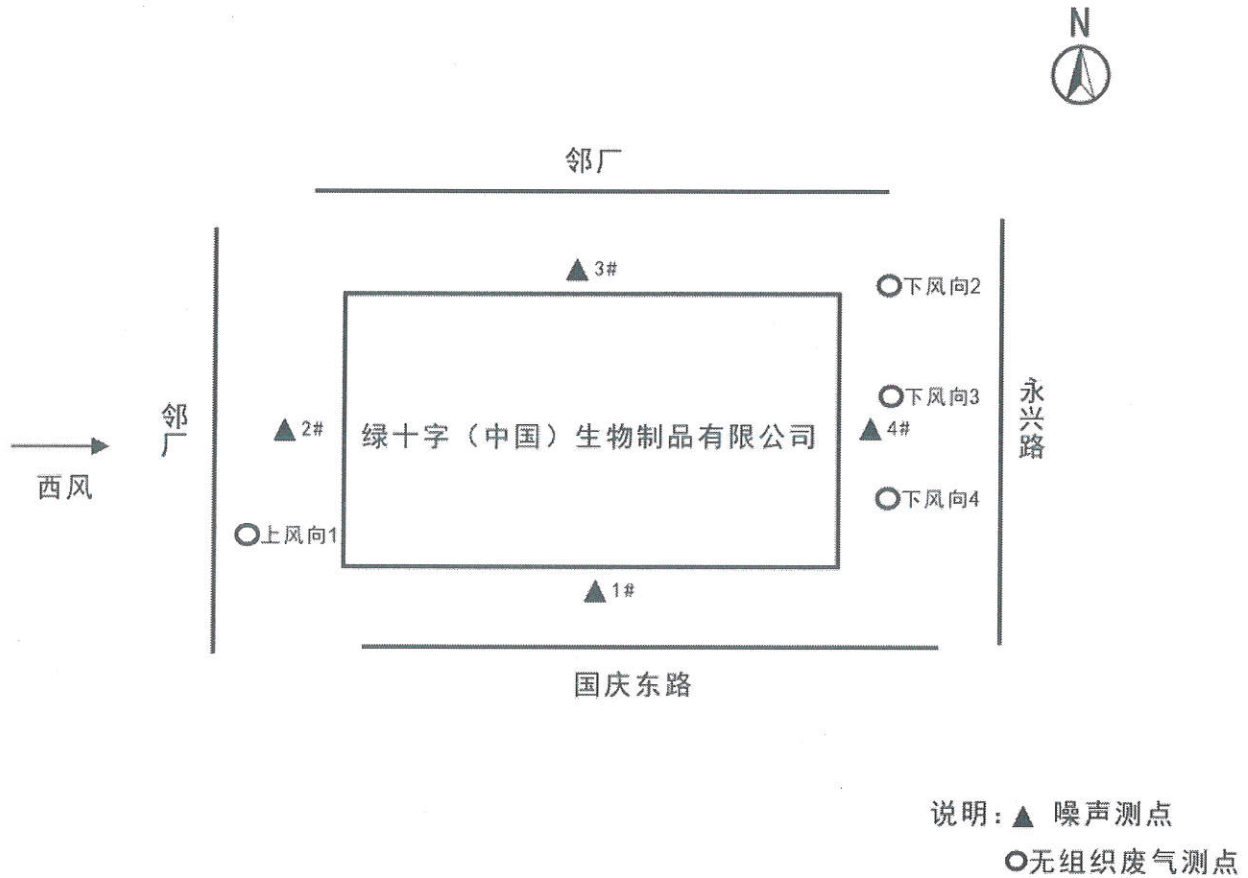 N
邻厂
▲3#
下风向2
下风向3
永兴路
邻厂
▲2#
绿十字（中国）生物制品有限公司
▲4#
西风
下风向4
上风向1
▲1#
国庆东路
说明：▲ 噪声测点
○无组织废气测点